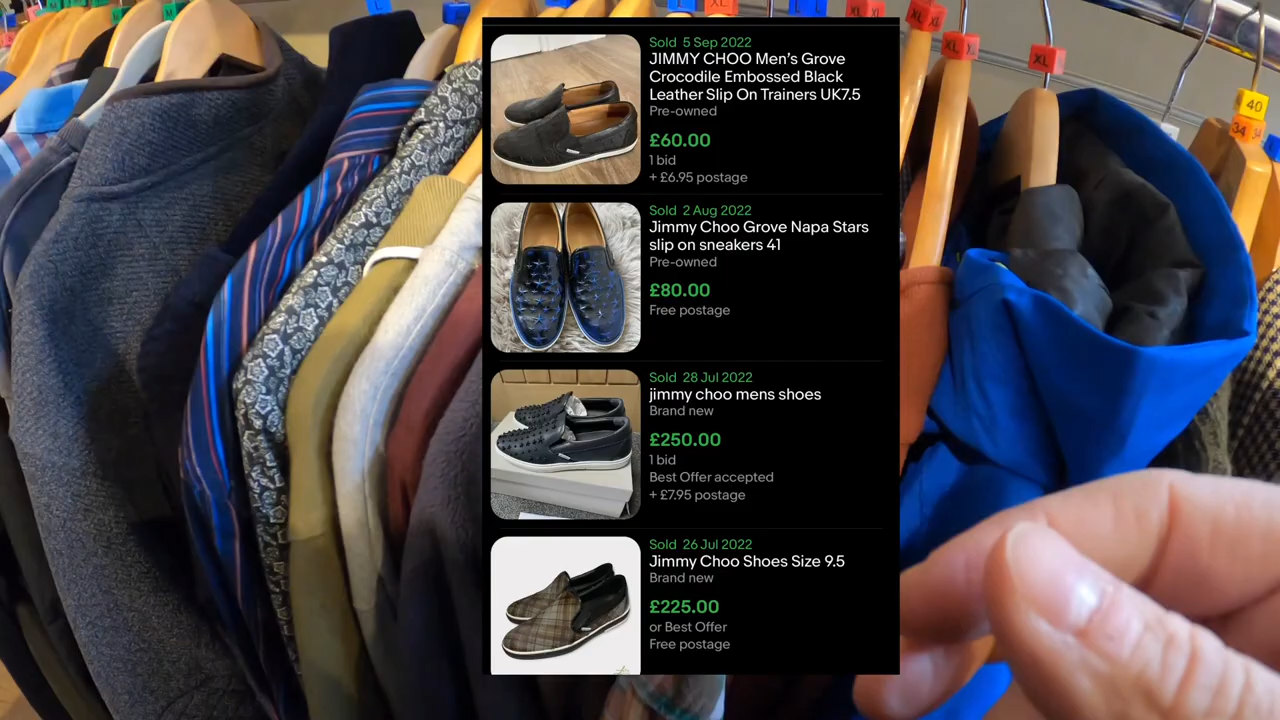 Sold 5 Sep 2022
JIMMY CHOO Men's Grove
Crocodile Embossed Black
Leather Slip On Trainers UK7.5
Pre-owned
£60.00
1 bid
+ £6.95 postage
Sold 2 Aug 2022
Jimmy Choo Grove Napa Stars
slip on sneakers 41
Pre-owned
£80.00
Free postage
Sold 28 Jul 2022
jimmy choo mens shoes
Brand new
£250.00
1 bid
Best Offer accepted
+ £7.95 postage
Sold 26 Jul 2022
Jimmy Choo Shoes Size 9.5
Brand new
£225.00
or Best Offer
Free postage
M
L
XL
XL
XL
XL
XL
40
34